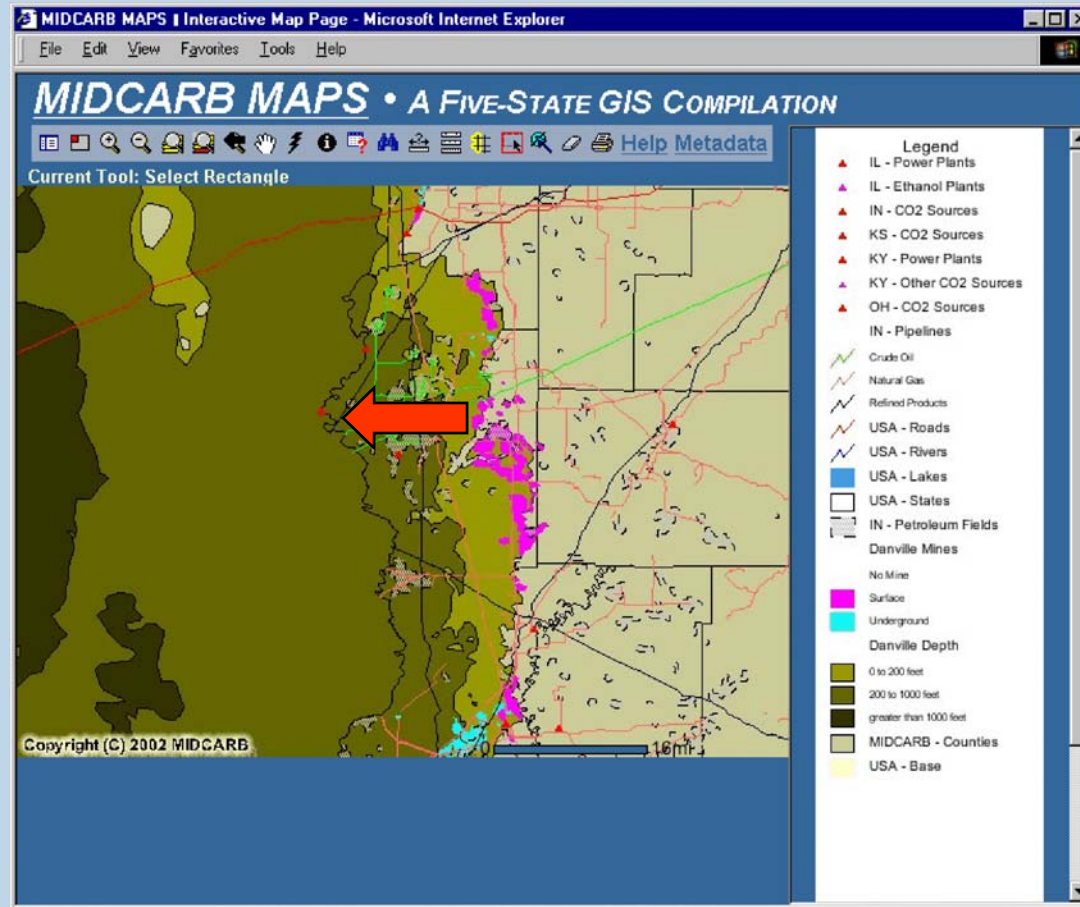 MIDCARB MAPS | Interactive Map Page - Microsoft Internet Explorer
File Edit View Favorites Tools Help
MIDCARB MAPS • A FIVE-STATE GIS COMPILATION
Help Metadata
Current Tool: Select Rectangle
Legend
IL - Power Plants
IL - Ethanol Plants
IN - CO2 Sources
KS - CO2 Sources
KY - Power Plants
KY - Other CO2 Sources
OH - CO2 Sources
IN - Pipelines
Crude Oil
Natural Gas
Refined Products
USA - Roads
USA - Rivers
USA - Lakes
USA - States
IN - Petroleum Fields
Danville Mines
No Mine
Surface
Underground
Danville Depth
0 to 200 feet
200 to 1000 feet
greater than 1000 feet
MIDCARB - Counties
USA - Base
Copyright (C) 2002 MIDCARB
0 16mi